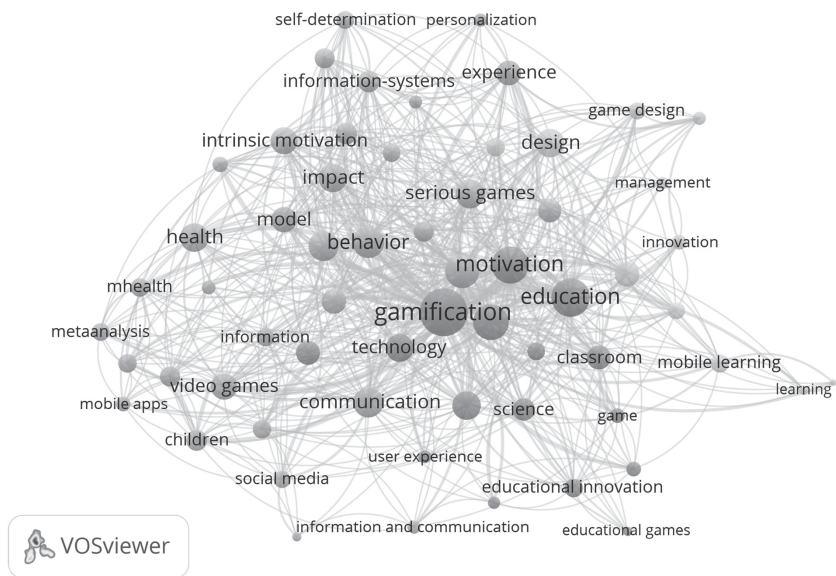 self-determination personalization
information-systems experience
game design
intrinsic motivation design
impact management
serious games
model
health behavior innovation
motivation
mhealth education
gamification
metaanalysis information technology classroom mobile learning
video games learning
mobile apps communication science game
children
user experience
social media educational innovation
information and communication educational games
VOSviewer